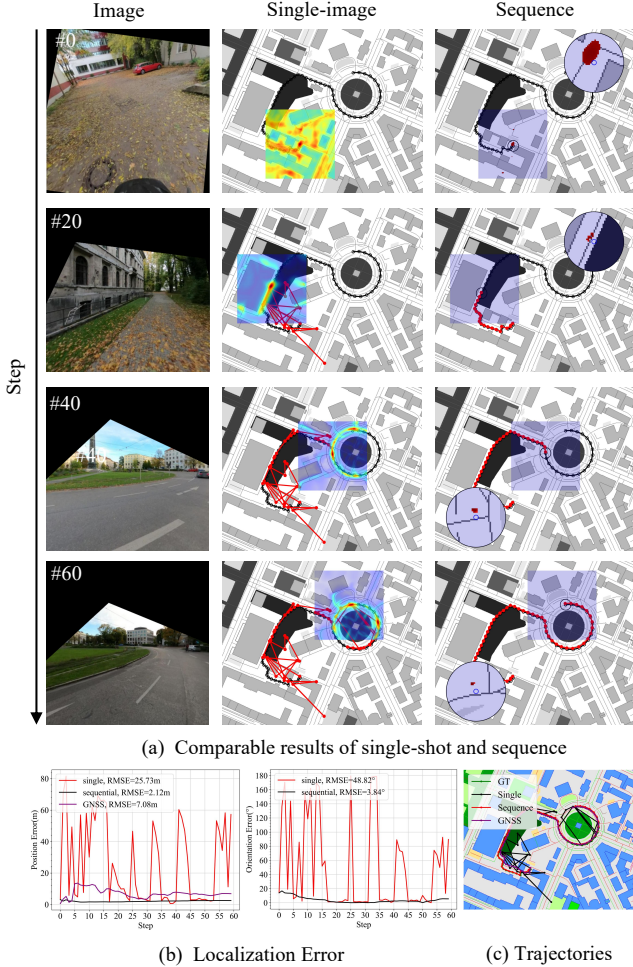 Image Single-image Sequence
#0
#20
#40
#60
Step
(a) Comparable results of single-shot and sequence
single, RMSE=25.73m
sequential, RMSE=2.12m
GNSS, RMSE=7.08m
Position Error(m)
80
60
40
20
0
0 5 10 15 20 25 30 35 40 45 50 55 60
Step
single, RMSE=48.82°
sequential, RMSE=3.84°
Orientation Error(°)
180
160
140
120
100
80
60
40
20
0
0 5 10 15 20 25 30 35 40 45 50 55 60
Step
GT
Single
Sequence
GNSS
(b) Localization Error
(c) Trajectories